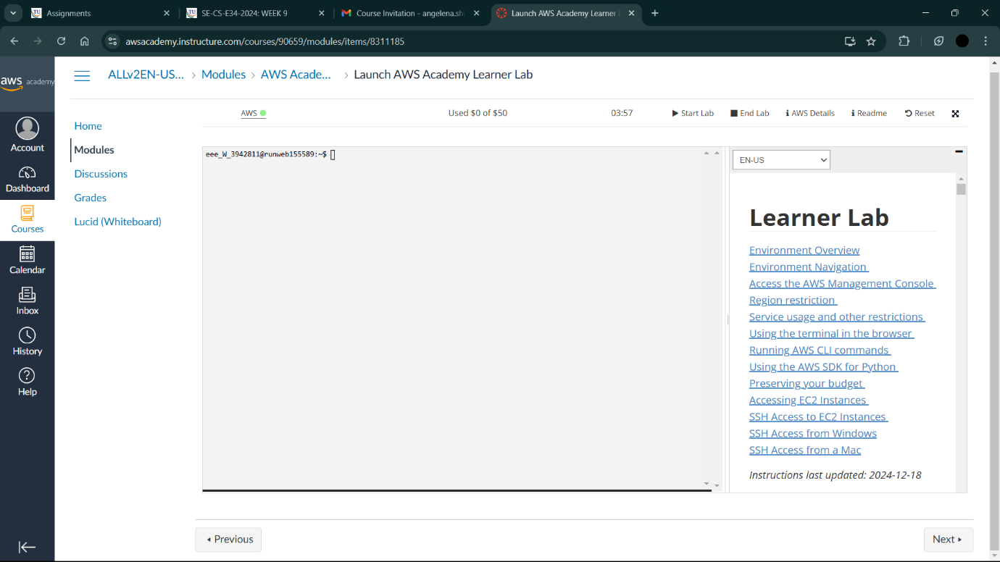 Assignments
SE-CS-E34-2024: WEEK 9
Course Invitation - angelena.sh
Launch AWS Academy Learner
awsacademy.instructure.com/courses/90659/modules/items/8311185
aws academy
ALLv2EN-US... > Modules > AWS Acade... > Launch AWS Academy Learner Lab
AWS
Used $0 of $50
03:57
Start Lab
End Lab
AWS Details
Readme
Reset
Account
Dashboard
Courses
Calendar
Inbox
History
Help
Home
Modules
Discussions
Grades
Lucid (Whiteboard)
eee_W_3942811@runweb155589:~$
EN-US
Learner Lab
Environment Overview
Environment Navigation
Access the AWS Management Console
Region restriction
Service usage and other restrictions
Using the terminal in the browser
Running AWS CLI commands
Using the AWS SDK for Python
Preserving your budget
Accessing EC2 Instances
SSH Access to EC2 Instances
SSH Access from Windows
SSH Access from a Mac
Instructions last updated: 2024-12-18
Previous
Next